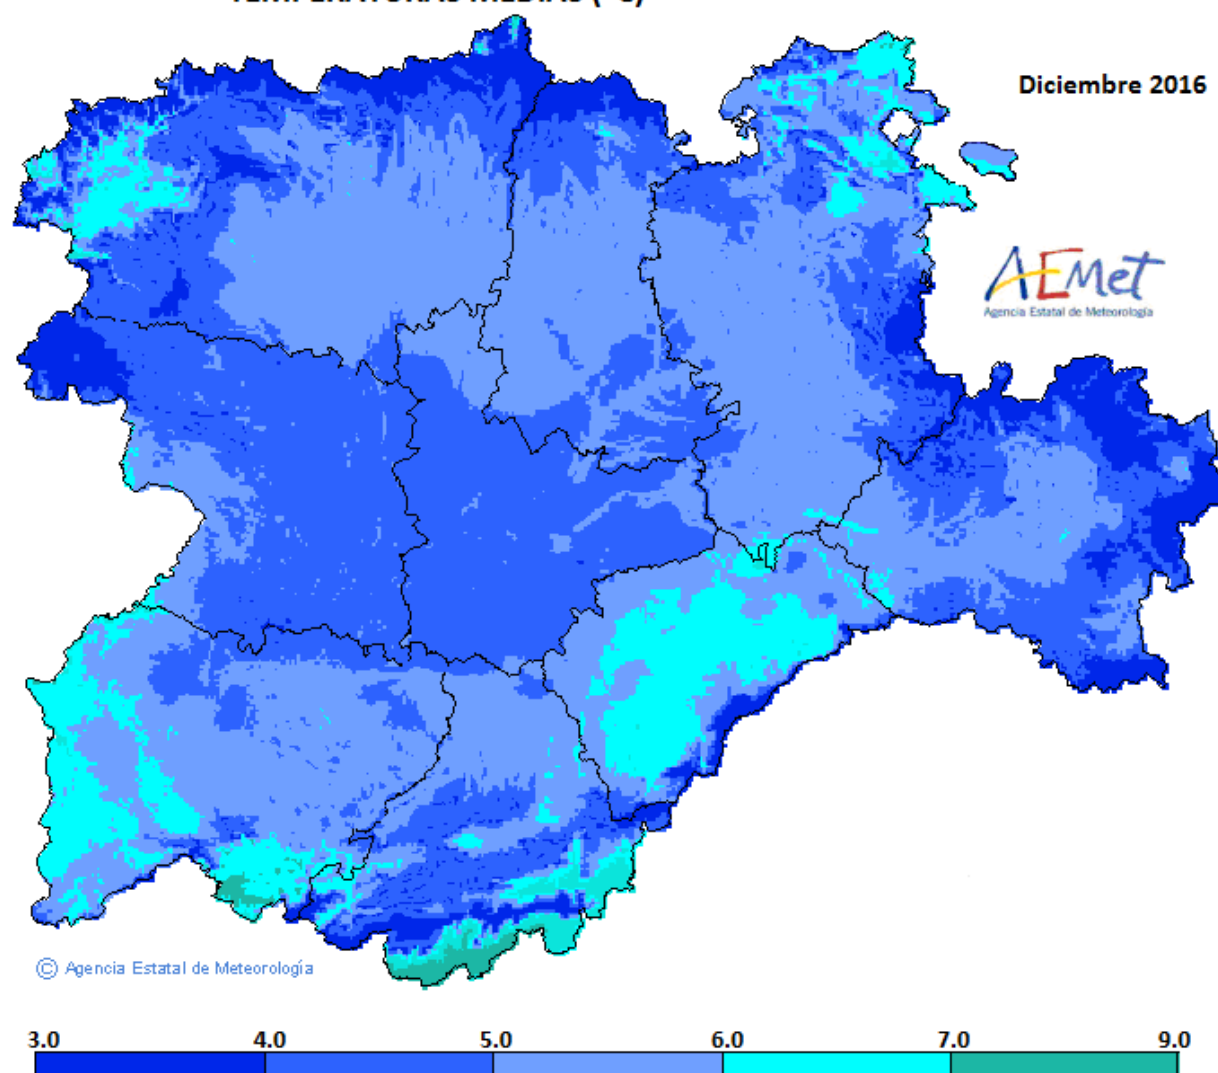 Diciembre 2016
AEMet
Agencia Estatal de Meteorología
© Agencia Estatal de Meteorología
3.0 4.0 5.0 6.0 7.0 9.0